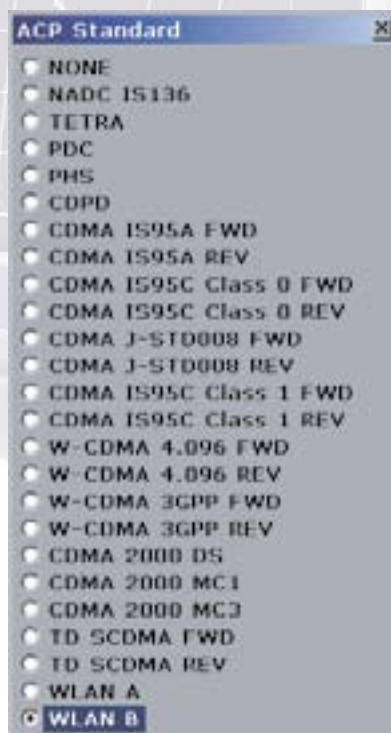 ACP Standard
NONE
NADC IS136
TETRA
PDC
PHS
CDPD
CDMA IS95A FWD
CDMA IS95A REV
CDMA IS95C Class 0 FWD
CDMA IS95C Class 0 REV
CDMA J-STD008 FWD
CDMA J-STD008 REV
CDMA IS95C Class 1 FWD
CDMA IS95C Class 1 REV
W-CDMA 4.096 FWD
W-CDMA 4.096 REV
W-CDMA 3GPP FWD
W-CDMA 3GPP REV
CDMA 2000 DS
CDMA 2000 MC1
CDMA 2000 MC3
TD SCDMA FWD
TD SCDMA REV
WLAN A
WLAN B